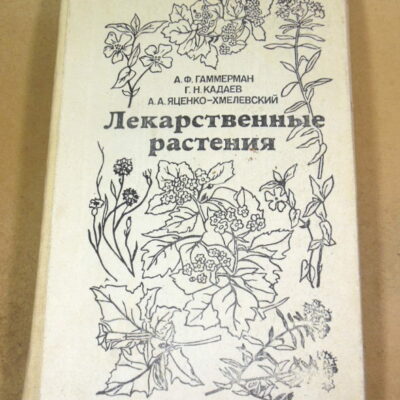 А. Ф. ГАММЕРМАН
Г. Н. КАДАЕВ
А. А. ЯЦЕНКО-ХМЕЛЕВСКИЙ
Лекарственные
растения